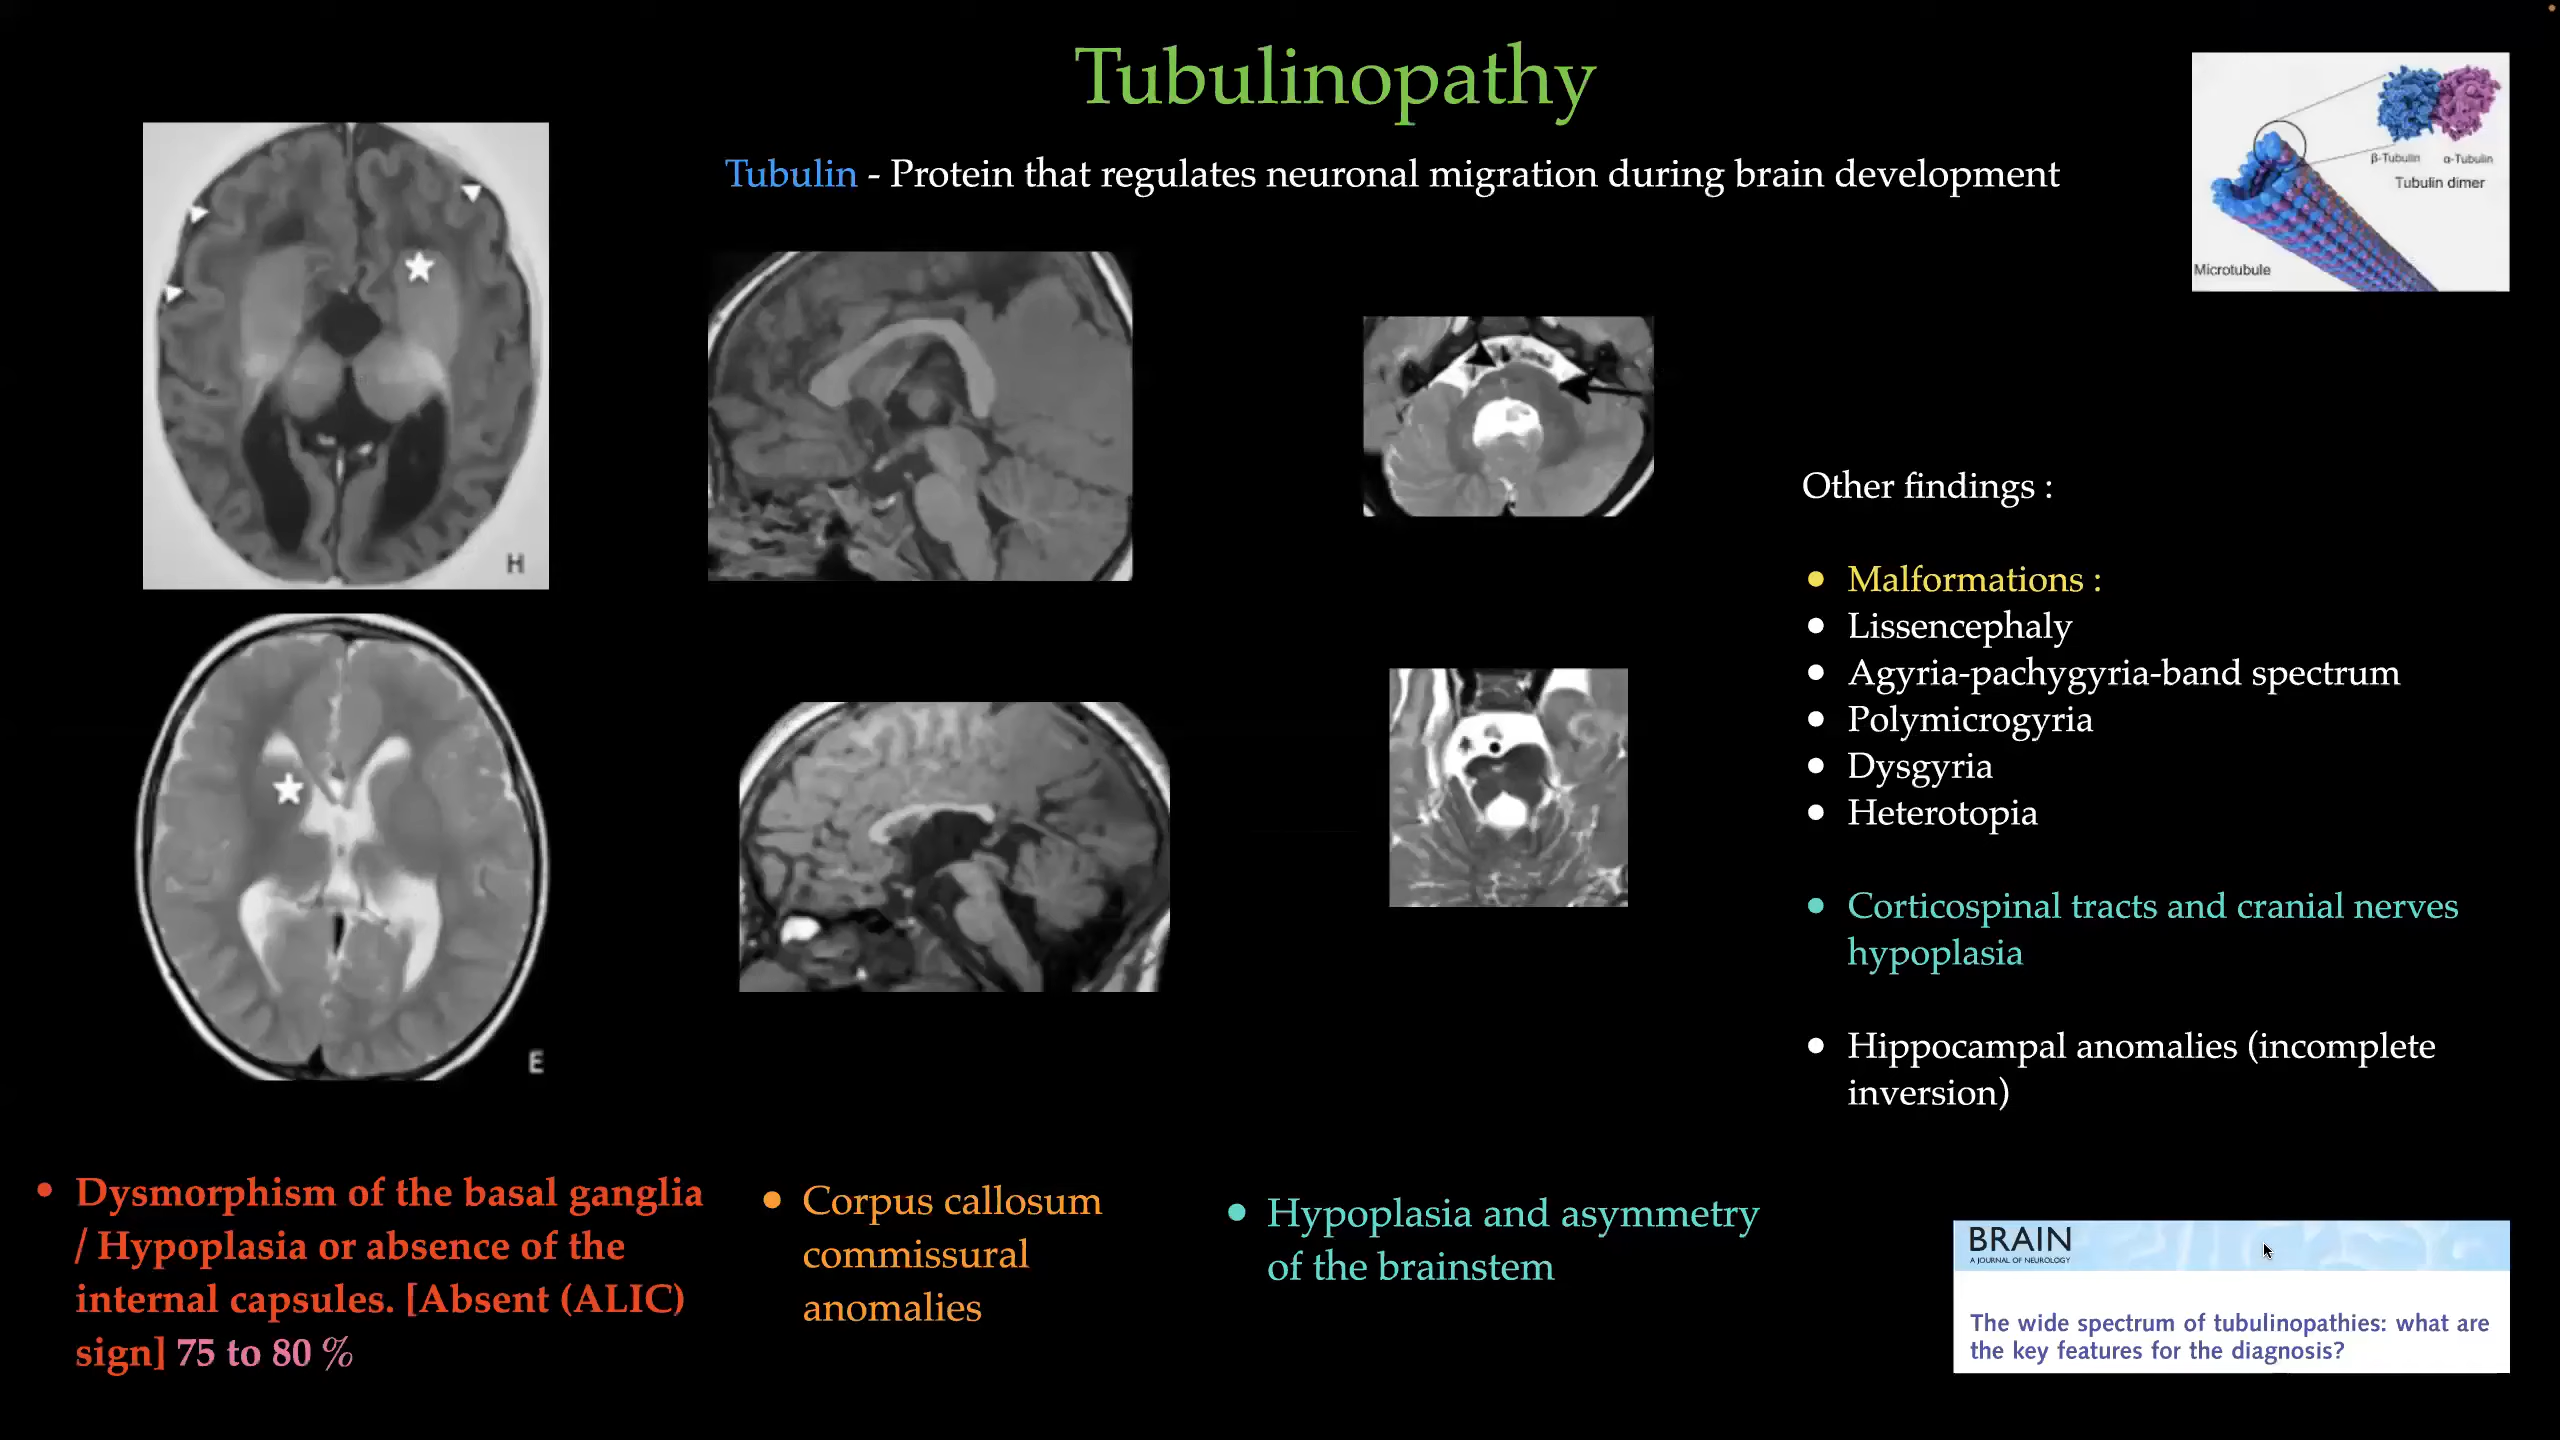 Tubulinopathy
Tubulin - Protein that regulates neuronal migration during brain development
β-Tubulin α-Tubulin
Tubulin dimer
Microtubule
H
E
Other findings :
• Malformations :
• Lissencephaly
• Agyria-pachygyria-band spectrum
• Polymicrogyria
• Dysgyria
• Heterotopia
• Corticospinal tracts and cranial nerves
hypoplasia
• Hippocampal anomalies (incomplete
inversion)
• Dysmorphism of the basal ganglia
/ Hypoplasia or absence of the
internal capsules. [Absent (ALIC)
sign] 75 to 80 %
• Corpus callosum
commissural
anomalies
• Hypoplasia and asymmetry
of the brainstem
BRAIN
A JOURNAL OF NEUROLOGY
The wide spectrum of tubulinopathies: what are
the key features for the diagnosis?